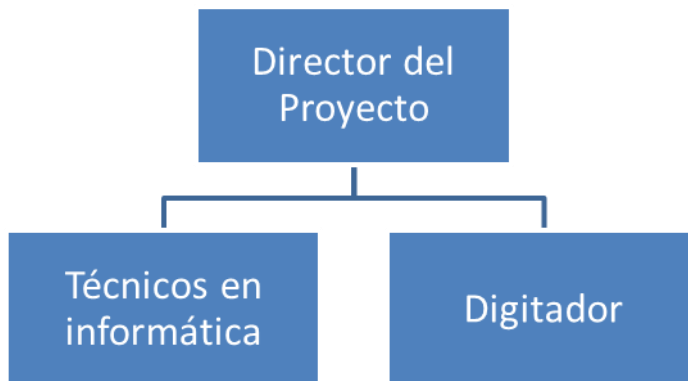 Director del
Proyecto
Técnicos en
informática
Digitador